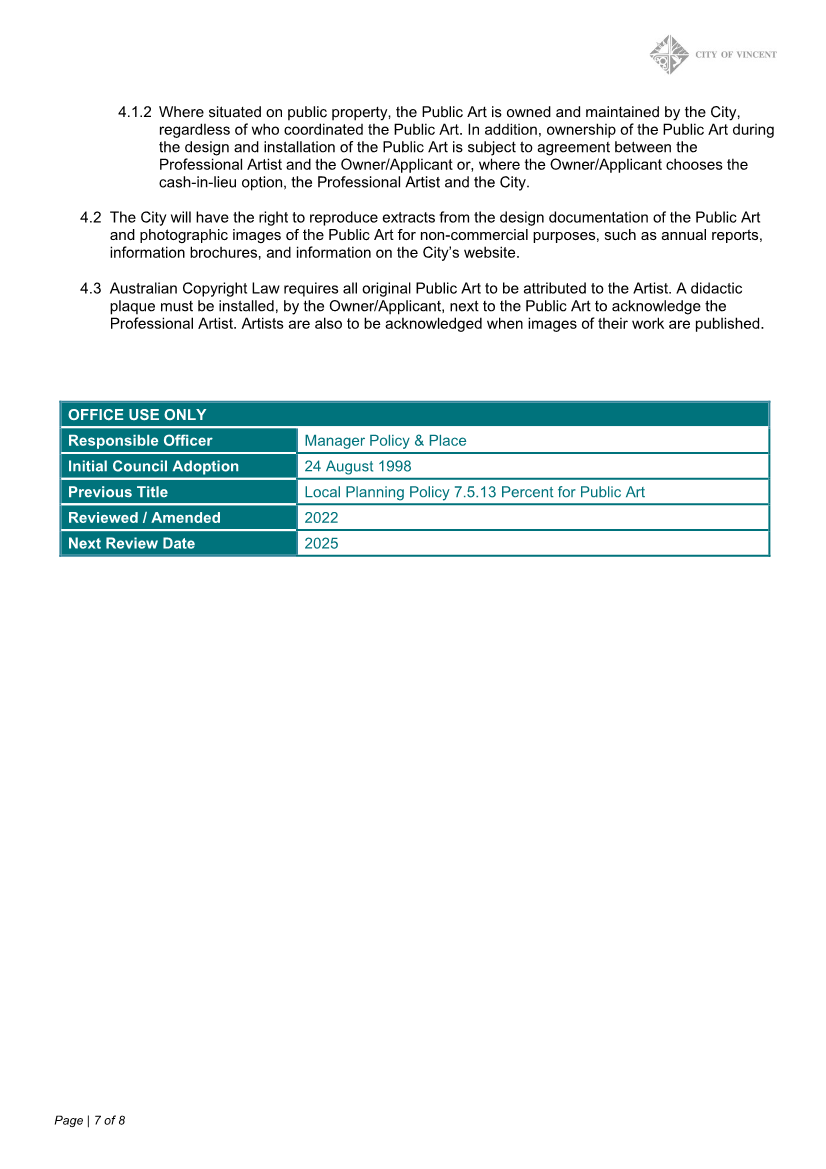 CITY OF VINCENT
4.1.2 Where situated on public property, the Public Art is owned and maintained by the City,
regardless of who coordinated the Public Art. In addition, ownership of the Public Art during
the design and installation of the Public Art is subject to agreement between the
Professional Artist and the Owner/Applicant or, where the Owner/Applicant chooses the
cash-in-lieu option, the Professional Artist and the City.
4.2 The City will have the right to reproduce extracts from the design documentation of the Public Art
and photographic images of the Public Art for non-commercial purposes, such as annual reports,
information brochures, and information on the City’s website.
4.3 Australian Copyright Law requires all original Public Art to be attributed to the Artist. A didactic
plaque must be installed, by the Owner/Applicant, next to the Public Art to acknowledge the
Professional Artist. Artists are also to be acknowledged when images of their work are published.
OFFICE USE ONLY
Responsible Officer Manager Policy & Place
Initial Council Adoption 24 August 1998
Previous Title Local Planning Policy 7.5.13 Percent for Public Art
Reviewed / Amended 2022
Next Review Date 2025
Page | 7 of 8